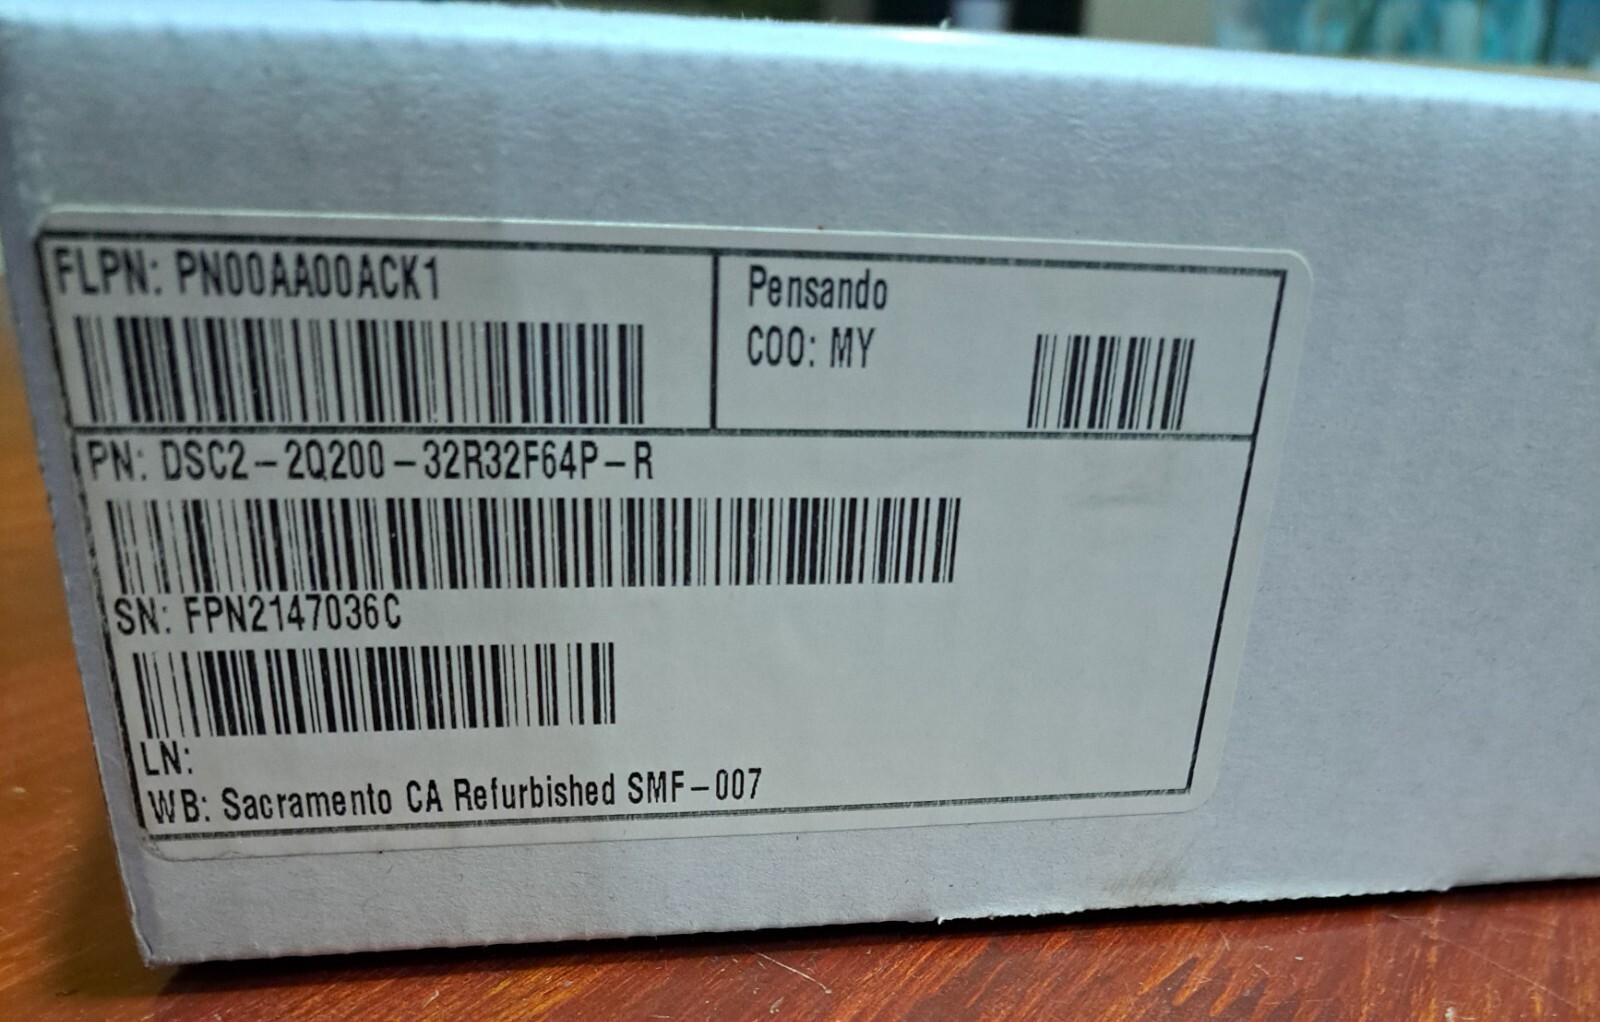 FLPN: PN00AA00ACK1
Pensando
COO: MY
PN: DSC2-2Q200-32R32F64P-R
SN: FPN2147036C
LN:
WB: Sacramento CA Refurbished SMF-007